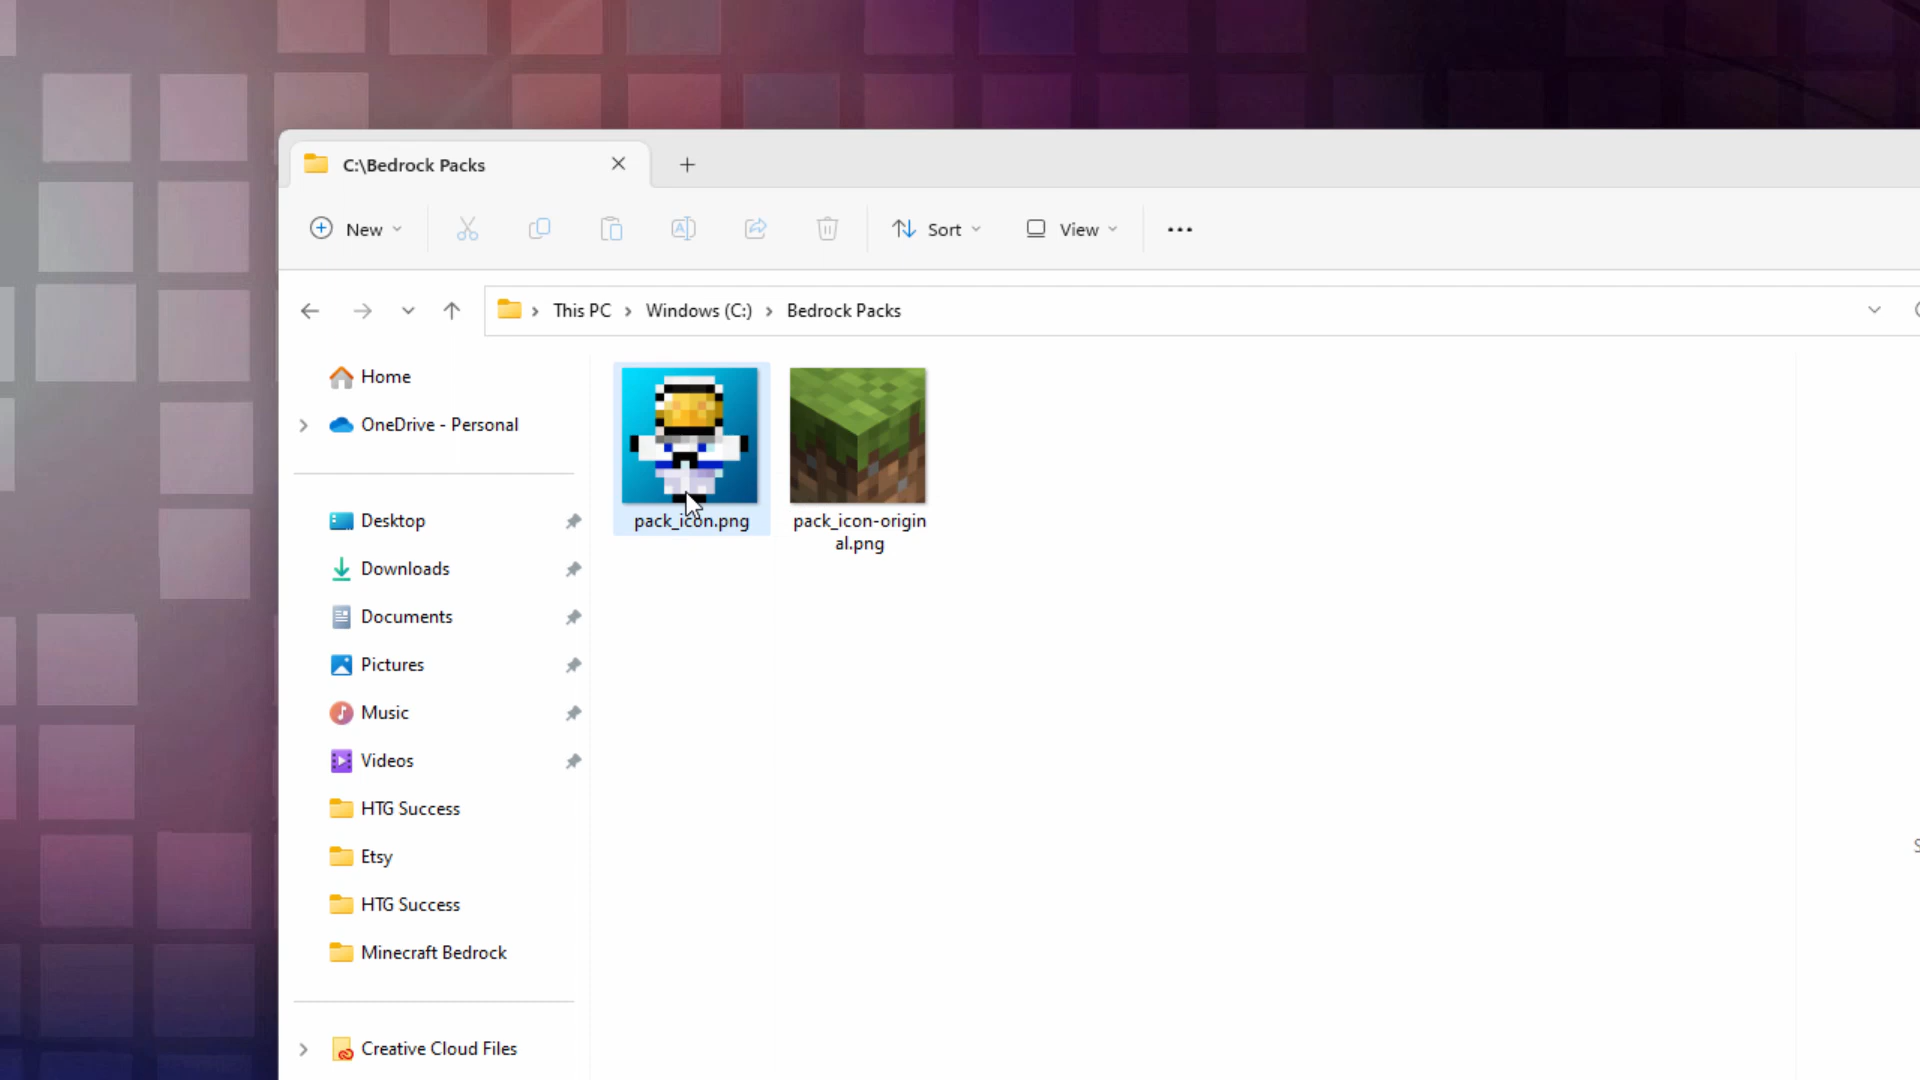 C:\Bedrock Packs
New
Sort
View
This PC
Windows (C:)
Bedrock Packs
Home
OneDrive - Personal
Desktop
Downloads
Documents
Pictures
Music
Videos
HTG Success
Etsy
HTG Success
Minecraft Bedrock
Creative Cloud Files
pack_icon.png
pack_icon-origin
al.png